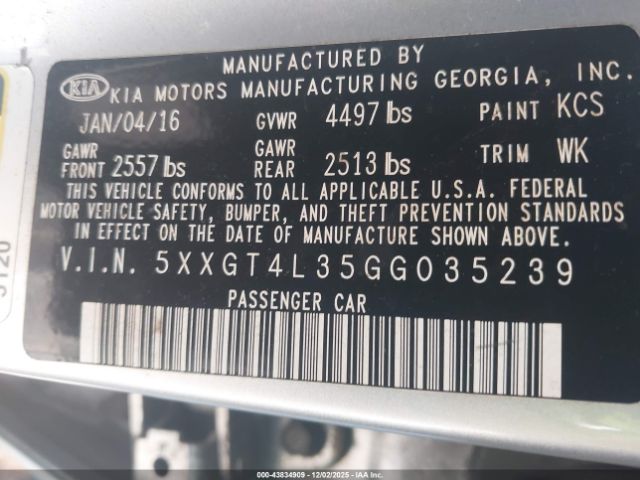 MANUFACTURED BY
KIA KIA MOTORS MANUFACTURING GEORGIA, INC.
JAN/04/16 GVWR 4497 lbs PAINT KCS
GAWR FRONT 2557 lbs GAWR REAR 2513 lbs TRIM WK
THIS VEHICLE CONFORMS TO ALL APPLICABLE U.S.A. FEDERAL
MOTOR VEHICLE SAFETY, BUMPER, AND THEFT PREVENTION STANDARDS
IN EFFECT ON THE DATE OF MANUFACTURE SHOWN ABOVE.
V.I.N. 5XXGT4L35GG035239
PASSENGER CAR
000-43834909 • 12/02/2025 • IAAI.COM